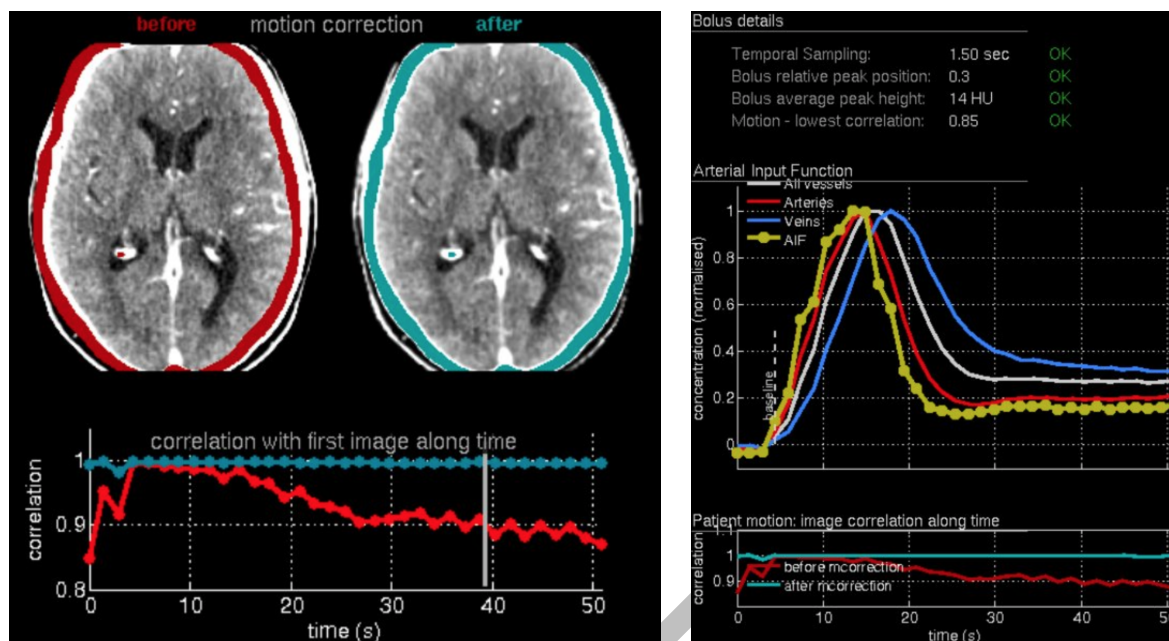 before motion correction after
correlation with first image along time
correlation
1
0.9
0.8
0 10 20 30 40 50
time (s)
Bolus details
Temporal Sampling: 1.50 sec OK
Bolus relative peak position: 0.3 OK
Bolus average peak height: 14 HU OK
Motion - lowest correlation: 0.85 OK
Arterial Input Function
All vessels
Arteries
Veins
AIF
concentration (normalised)
1
0.8
0.6
0.4
0.2
0
baseline
0 10 20 30 40 50
Patient motion: image correlation along time
correlation
1
0.9
before mcorrection
after mcorrection
0 10 20 30 40 50
time (s)